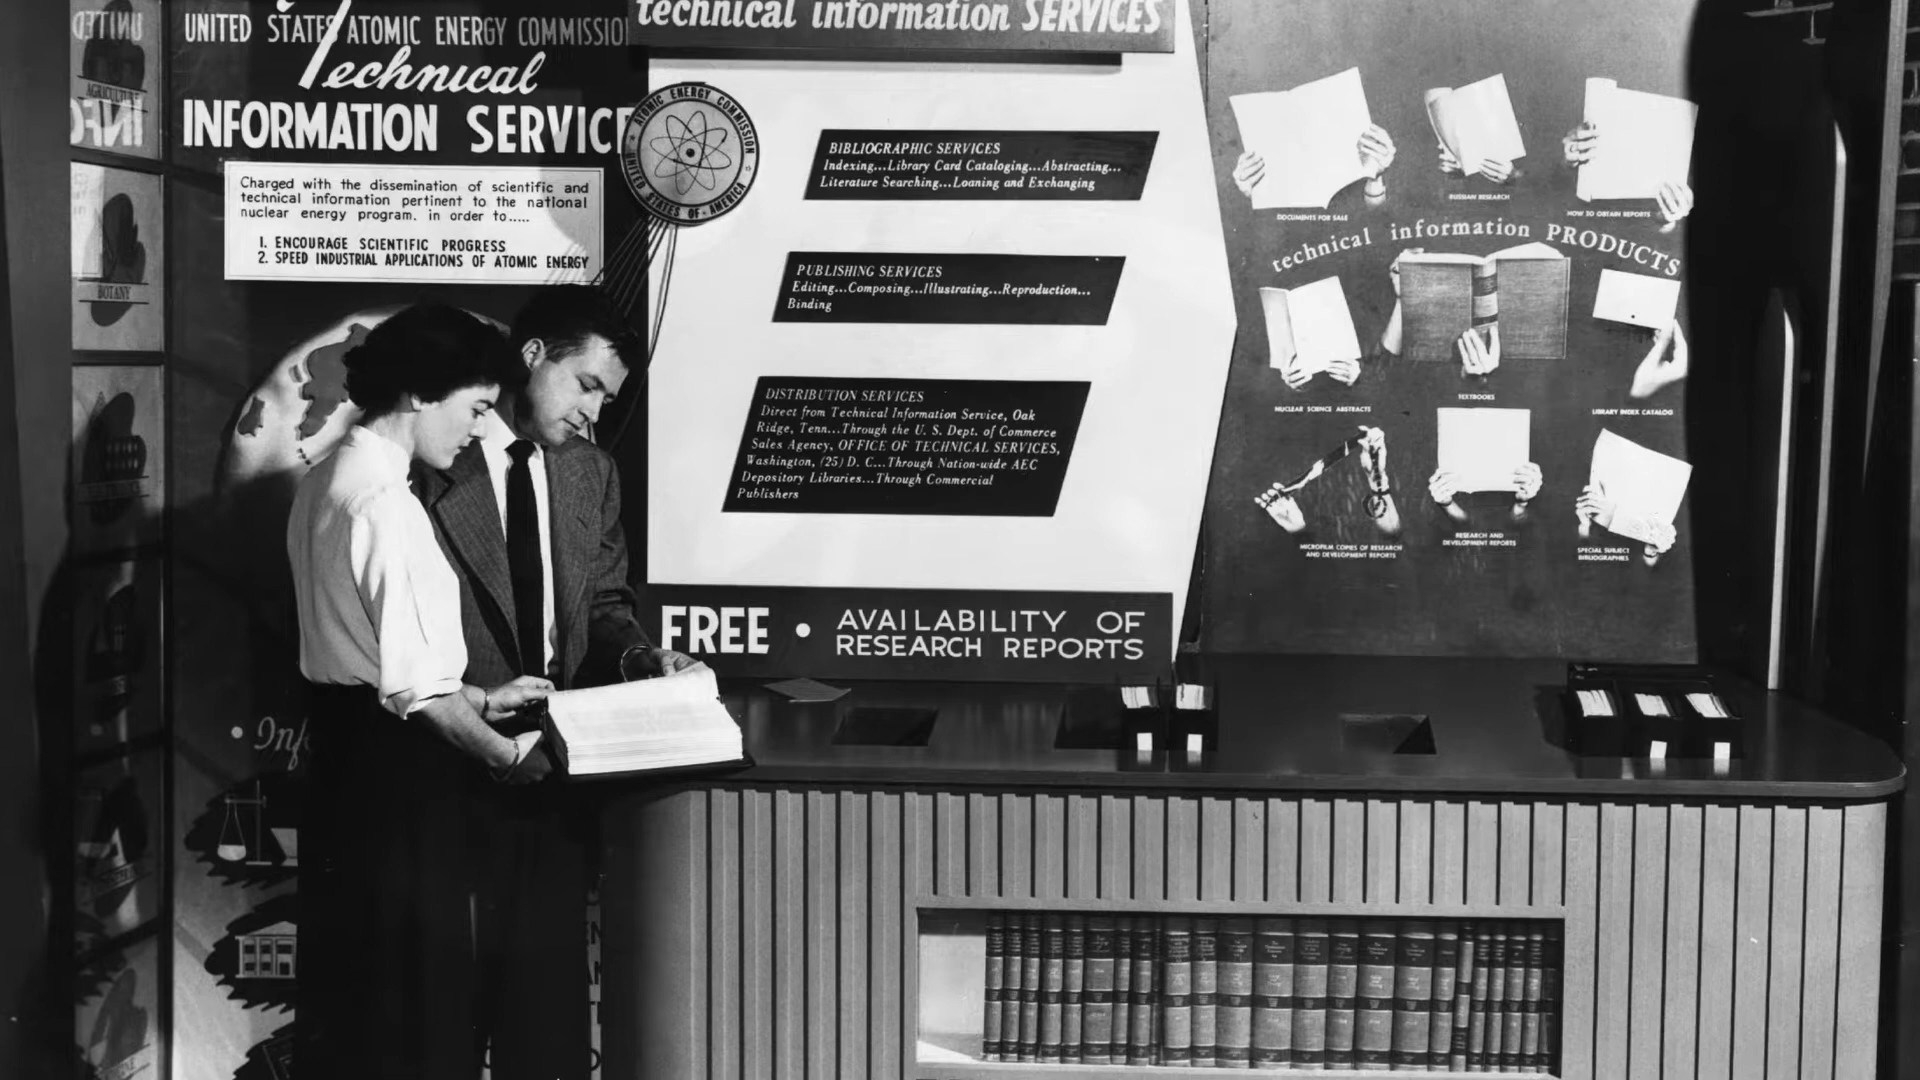 UNITED STATES ATOMIC ENERGY COMMISSIO
Technical
INFORMATION SERVICE
Charged with the dissemination of scientific and
technical information pertinent to the national
nuclear energy program. in order to.....
1. ENCOURAGE SCIENTIFIC PROGRESS
2. SPEED INDUSTRIAL APPLICATIONS OF ATOMIC ENERGY
UNITED
AGRICULTURE
INFO
BOTANY
• Inf
technical information SERVICES
ATOMIC ENERGY COMMISSION
UNITED STATES OF AMERICA
BIBLIOGRAPHIC SERVICES
Indexing...Library Card Cataloging...Abstracting...
Literature Searching...Loaning and Exchanging
PUBLISHING SERVICES
Editing...Composing...Illustrating...Reproduction...
Binding
DISTRIBUTION SERVICES
Direct from Technical Information Service, Oak
Ridge, Tenn...Through the U. S. Dept. of Commerce
Sales Agency, OFFICE OF TECHNICAL SERVICES,
Washington, (25) D. C...Through Nation-wide AEC
Depository Libraries...Through Commercial
Publishers
FREE • AVAILABILITY OF
RESEARCH REPORTS
DOCUMENTS FOR SALE
RUSSIAN RESEARCH
HOW TO OBTAIN REPORTS
technical information PRODUCTS
NUCLEAR SCIENCE ABSTRACTS
TEXTBOOKS
LIBRARY INDEX CATALOG
MICROFILM COPIES OF RESEARCH
AND DEVELOPMENT REPORTS
RESEARCH AND
DEVELOPMENT REPORTS
SPECIAL SUBJECT
BIBLIOGRAPHIES